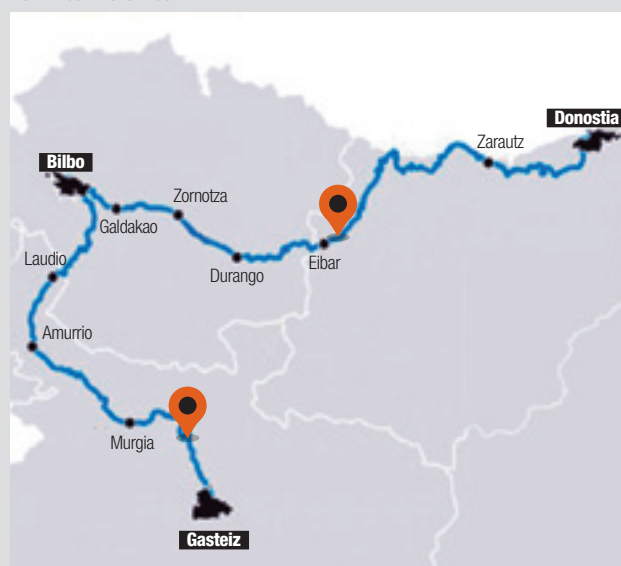 Donostia
Zarautz
Bilbo
Zornotza
Galdakao
Eibar
Durango
Laudio
Amurrio
Murgia
Gasteiz